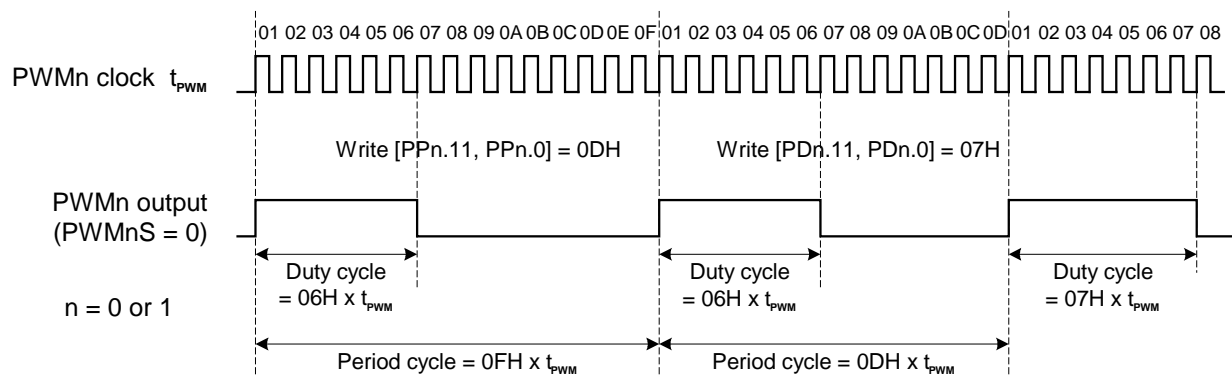 01 02 03 04 05 06 07 08 09 0A 0B 0C 0D 0E 0F 01 02 03 04 05 06 07 08 09 0A 0B 0C 0D 01 02 03 04 05 06 07 08
PWMn clock tPWM
Write [PPn.11, PPn.0] = 0DH
Write [PDn.11, PDn.0] = 07H
PWMn output
(PWMnS = 0)
Duty cycle
= 06H x tPWM
Duty cycle
= 06H x tPWM
Duty cycle
= 07H x tPWM
n = 0 or 1
Period cycle = 0FH x tPWM
Period cycle = 0DH x tPWM